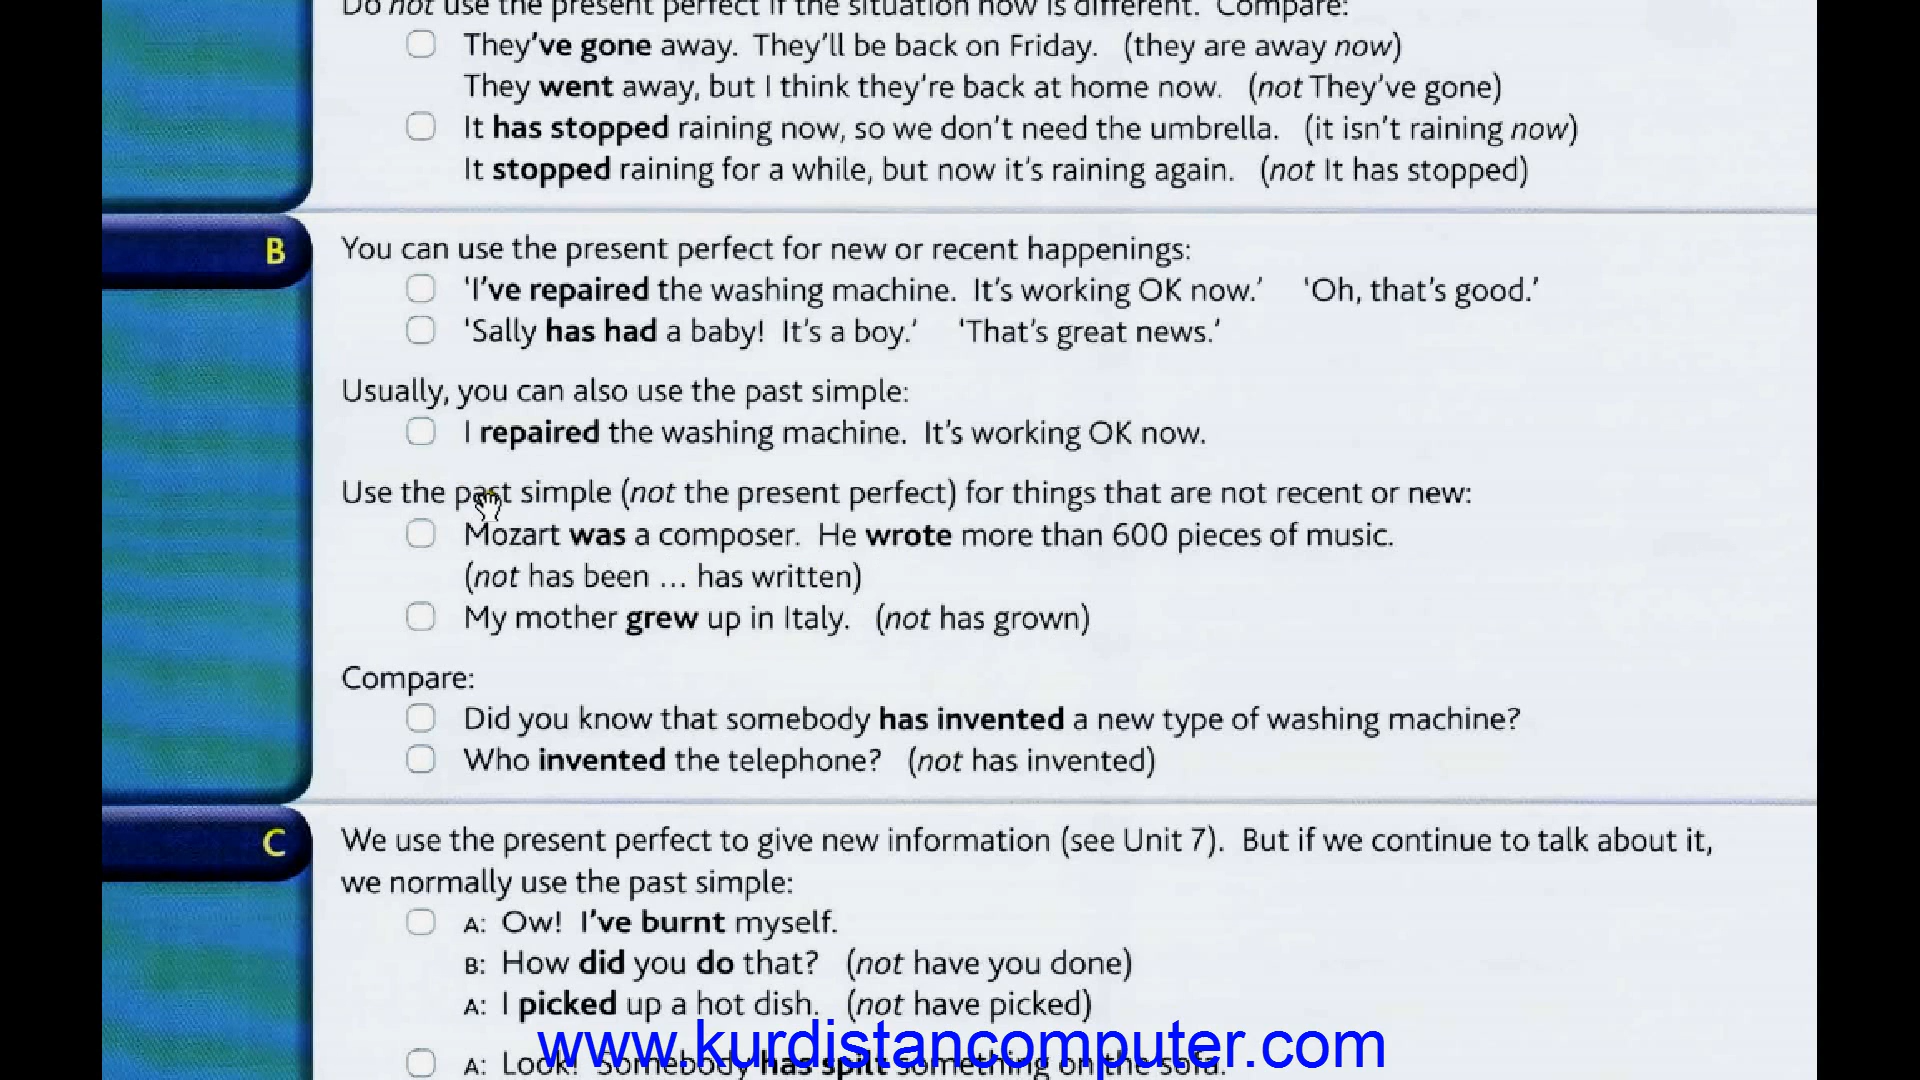 Do not use the present perfect if the situation now is different. Compare:
They've gone away. They'll be back on Friday. (they are away now)
They went away, but I think they're back at home now. (not They've gone)
It has stopped raining now, so we don't need the umbrella. (it isn't raining now)
It stopped raining for a while, but now it's raining again. (not It has stopped)
B
You can use the present perfect for new or recent happenings:
'I've repaired the washing machine. It's working OK now.' 'Oh, that's good.'
'Sally has had a baby! It's a boy.' 'That's great news.'
Usually, you can also use the past simple:
I repaired the washing machine. It's working OK now.
Use the past simple (not the present perfect) for things that are not recent or new:
Mozart was a composer. He wrote more than 600 pieces of music.
(not has been ... has written)
My mother grew up in Italy. (not has grown)
Compare:
Did you know that somebody has invented a new type of washing machine?
Who invented the telephone? (not has invented)
C
We use the present perfect to give new information (see Unit 7). But if we continue to talk about it,
we normally use the past simple:
A: Ow! I've burnt myself.
B: How did you do that? (not have you done)
A: I picked up a hot dish. (not have picked)
A: Look! Somebody has spilt something on the sofa.
www.kurdistancomputer.com